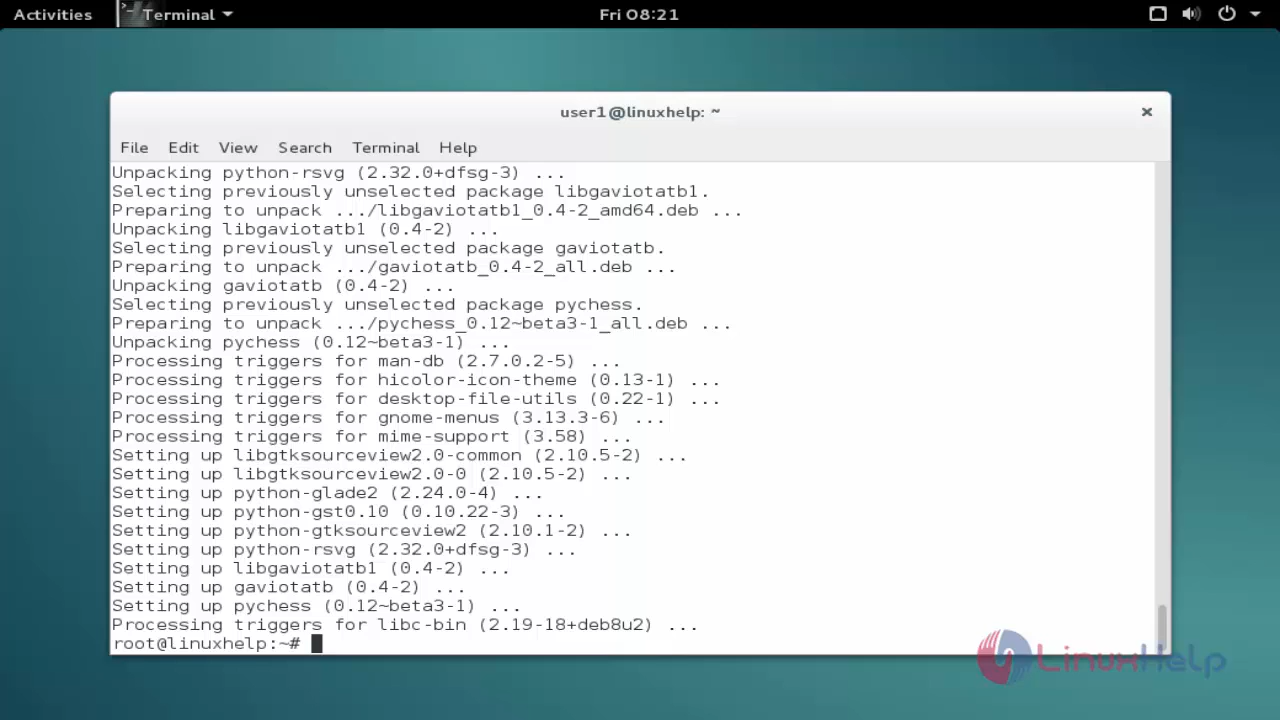 Activities Terminal Fri 08:21
user1@linuxhelp: ~
File Edit View Search Terminal Help
Unpacking python-rsvg (2.32.0+dfsg-3) ...
Selecting previously unselected package libgaviotatb1.
Preparing to unpack .../libgaviotatb1_0.4-2_amd64.deb ...
Unpacking libgaviotatb1 (0.4-2) ...
Selecting previously unselected package gaviotatb.
Preparing to unpack .../gaviotatb_0.4-2_all.deb ...
Unpacking gaviotatb (0.4-2) ...
Selecting previously unselected package pychess.
Preparing to unpack .../pychess_0.12~beta3-1_all.deb ...
Unpacking pychess (0.12~beta3-1) ...
Processing triggers for man-db (2.7.0.2-5) ...
Processing triggers for hicolor-icon-theme (0.13-1) ...
Processing triggers for desktop-file-utils (0.22-1) ...
Processing triggers for gnome-menus (3.13.3-6) ...
Processing triggers for mime-support (3.58) ...
Setting up libgtksourceview2.0-common (2.10.5-2) ...
Setting up libgtksourceview2.0-0 (2.10.5-2) ...
Setting up python-glade2 (2.24.0-4) ...
Setting up python-gst0.10 (0.10.22-3) ...
Setting up python-gtksourceview2 (2.10.1-2) ...
Setting up python-rsvg (2.32.0+dfsg-3) ...
Setting up libgaviotatb1 (0.4-2) ...
Setting up gaviotatb (0.4-2) ...
Setting up pychess (0.12~beta3-1) ...
Processing triggers for libc-bin (2.19-18+deb8u2) ...
root@linuxhelp:~#
LinuxHelp